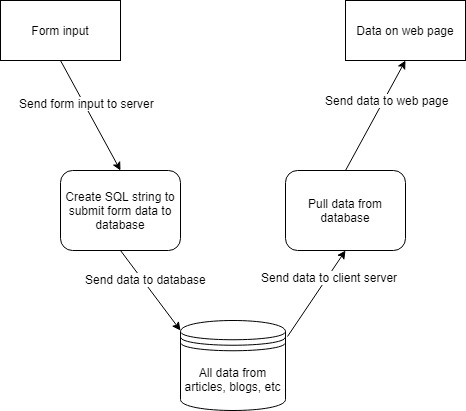 Form input
Data on web page
Send form input to server
Send data to web page
Create SQL string to
submit form data to
database
Pull data from
database
Send data to database
Send data to client server
All data from
articles, blogs, etc